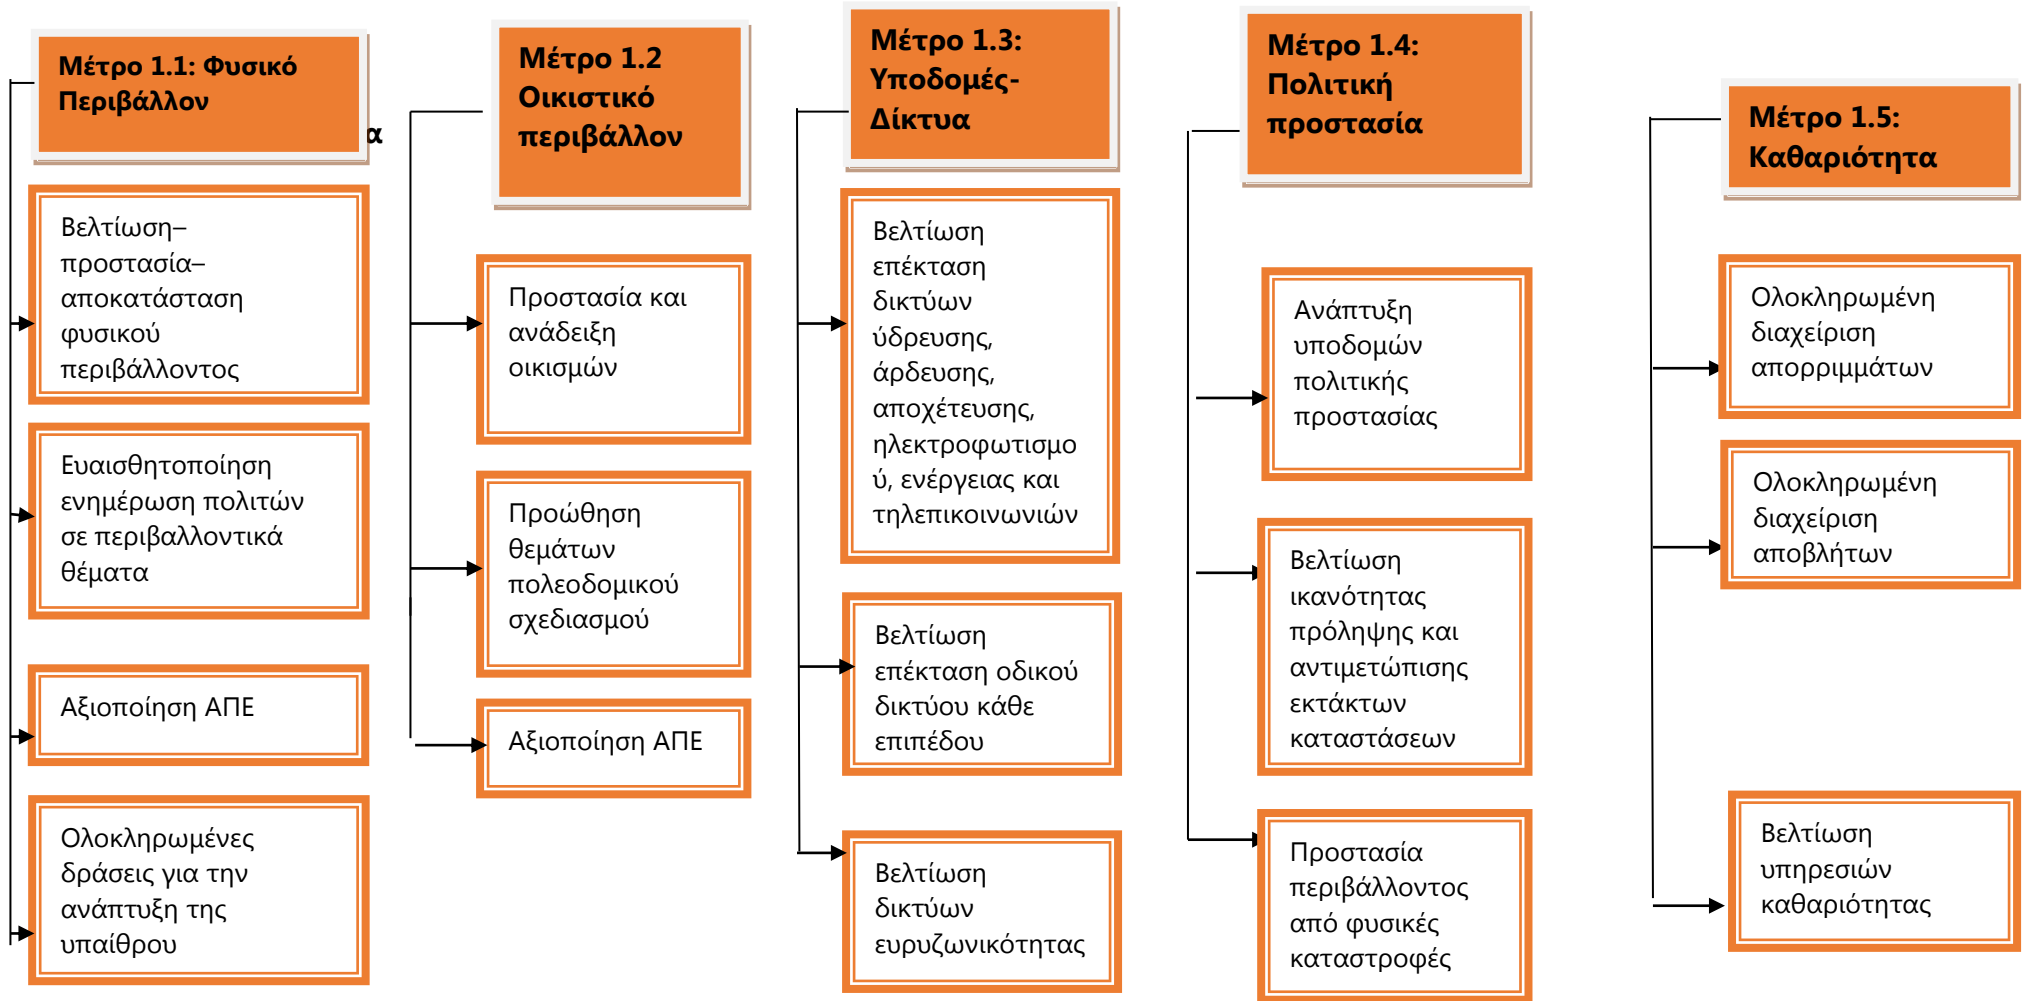 Μέτρο 1.1: Φυσικό
Περιβάλλον
α
Βελτίωση–
προστασία–
αποκατάσταση
φυσικού
περιβάλλοντος
Ευαισθητοποίηση
ενημέρωση πολιτών
σε περιβαλλοντικά
θέματα
Αξιοποίηση ΑΠΕ
Ολοκληρωμένες
δράσεις για την
ανάπτυξη της
υπαίθρου
Μέτρο 1.2
Οικιστικό
περιβάλλον
Προστασία και
ανάδειξη
οικισμών
Προώθηση
θεμάτων
πολεοδομικού
σχεδιασμού
Αξιοποίηση ΑΠΕ
Μέτρο 1.3:
Υποδομές-
Δίκτυα
Βελτίωση
επέκταση
δικτύων
ύδρευσης,
άρδευσης,
αποχέτευσης,
ηλεκτροφωτισμο
ύ, ενέργειας και
τηλεπικοινωνιών
Βελτίωση
επέκταση οδικού
δικτύου κάθε
επιπέδου
Βελτίωση
δικτύων
ευρυζωνικότητας
Μέτρο 1.4:
Πολιτική
προστασία
Ανάπτυξη
υποδομών
πολιτικής
προστασίας
Βελτίωση
ικανότητας
πρόληψης και
αντιμετώπισης
εκτάκτων
καταστάσεων
Προστασία
περιβάλλοντος
από φυσικές
καταστροφές
Μέτρο 1.5:
Καθαριότητα
Ολοκληρωμένη
διαχείριση
απορριμμάτων
Ολοκληρωμένη
διαχείριση
αποβλήτων
Βελτίωση
υπηρεσιών
καθαριότητας